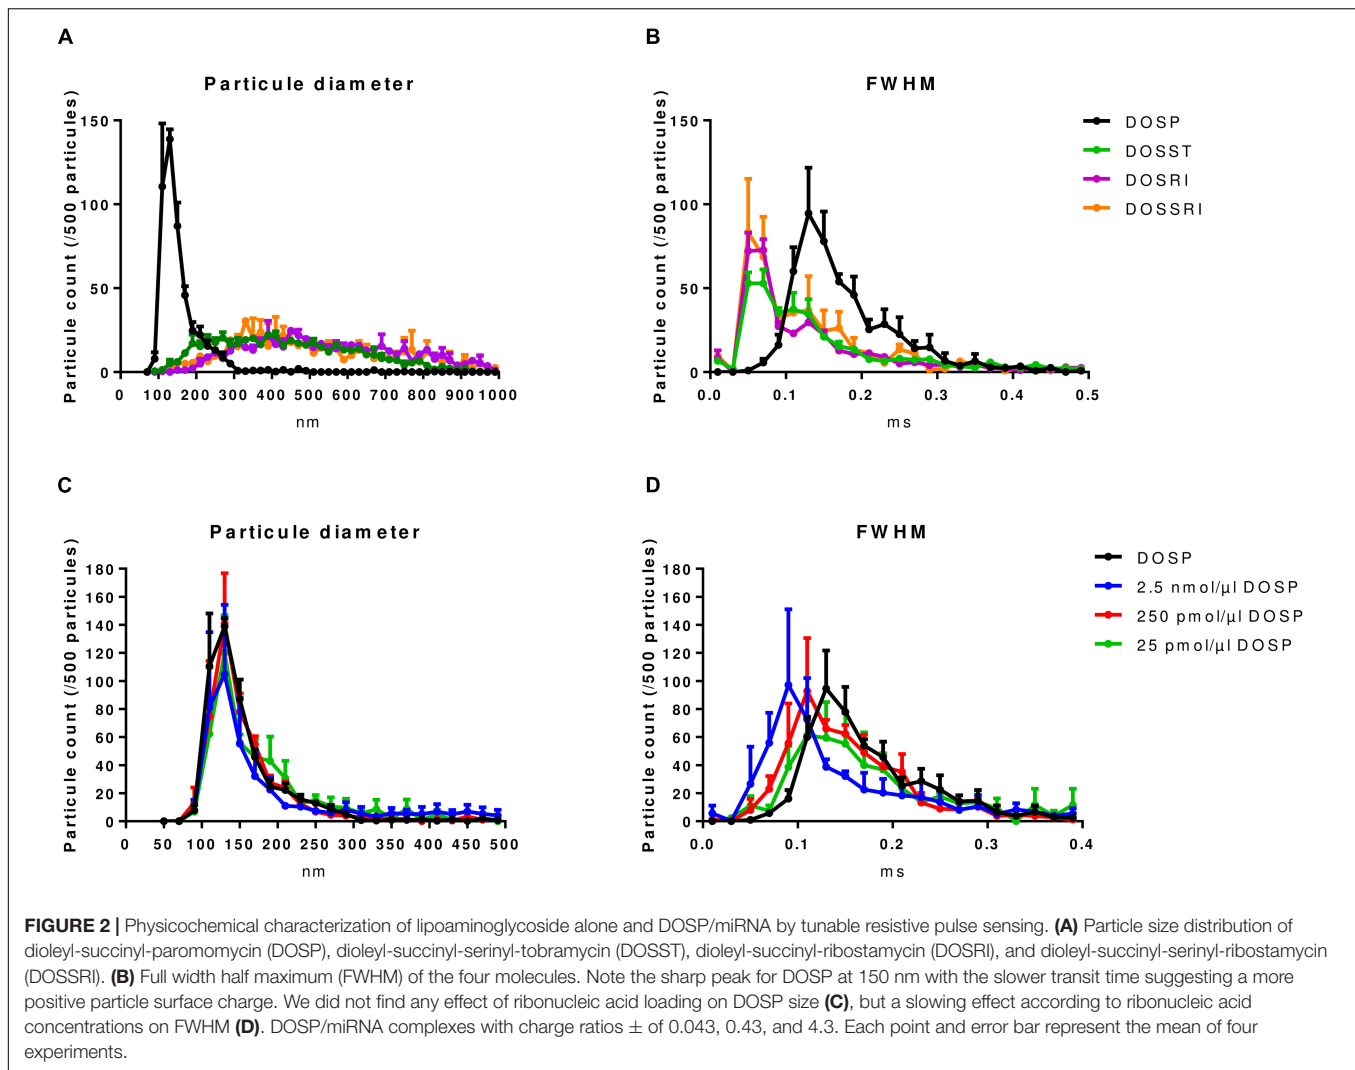 A
Particule diameter
Particule count (/500 particules)
150
100
50
0
0 100 200 300 400 500 600 700 800 900 1000
nm
B
FWHM
Particule count (/500 particules)
150
100
50
0
0.0 0.1 0.2 0.3 0.4 0.5
ms
DOSP
DOSST
DOSRI
DOSSRI
C
Particule diameter
Particule count (/500 particules)
180
160
140
120
100
80
60
40
20
0
0 50 100 150 200 250 300 350 400 450 500
nm
D
FWHM
Particule count (/500 particules)
180
160
140
120
100
80
60
40
20
0
0.0 0.1 0.2 0.3 0.4
ms
DOSP
2.5 nmol/µl DOSP
250 pmol/µl DOSP
25 pmol/µl DOSP
FIGURE 2 | Physicochemical characterization of lipoaminoglycoside alone and DOSP/miRNA by tunable resistive pulse sensing. (A) Particle size distribution of
dioleyl-succinyl-paromomycin (DOSP), dioleyl-succinyl-serinyl-tobramycin (DOSST), dioleyl-succinyl-ribostamycin (DOSRI), and dioleyl-succinyl-serinyl-ribostamycin
(DOSSRI). (B) Full width half maximum (FWHM) of the four molecules. Note the sharp peak for DOSP at 150 nm with the slower transit time suggesting a more
positive particle surface charge. We did not find any effect of ribonucleic acid loading on DOSP size (C), but a slowing effect according to ribonucleic acid
concentrations on FWHM (D). DOSP/miRNA complexes with charge ratios ± of 0.043, 0.43, and 4.3. Each point and error bar represent the mean of four
experiments.